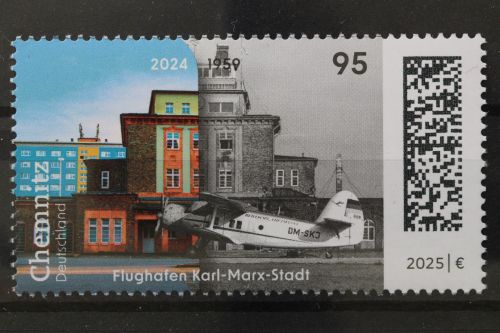 2024 1959 95
Chemnitz
Deutschland
DM-SKJ
Flughafen Karl-Marx-Stadt
2025 | €